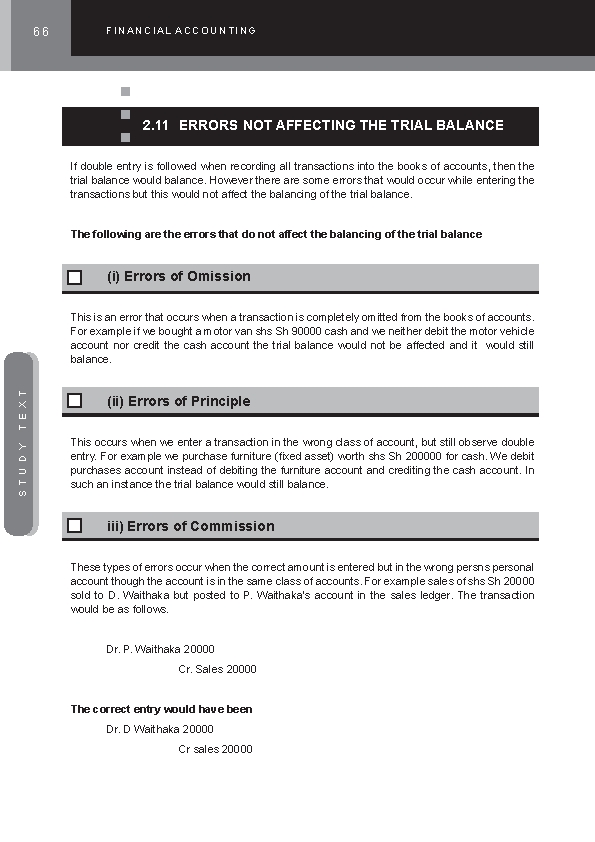 66
FINANCIAL ACCOUNTING
2.11 ERRORS NOT AFFECTING THE TRIAL BALANCE
If double entry is followed when recording all transactions into the books of accounts, then the
trial balance would balance. However there are some errors that would occur while entering the
transactions but this would not affect the balancing of the trial balance.
The following are the errors that do not affect the balancing of the trial balance
(i) Errors of Omission
This is an error that occurs when a transaction is completely omitted from the books of accounts.
For example if we bought a motor van shs Sh 90000 cash and we neither debit the motor vehicle
account nor credit the cash account the trial balance would not be affected and it would still
balance.
(ii) Errors of Principle
This occurs when we enter a transaction in the wrong class of account, but still observe double
entry. For example we purchase furniture (fixed asset) worth shs Sh 200000 for cash. We debit
purchases account instead of debiting the furniture account and crediting the cash account. In
such an instance the trial balance would still balance.
iii) Errors of Commission
These types of errors occur when the correct amount is entered but in the wrong persns personal
account though the account is in the same class of accounts. For example sales of shs Sh 20000
sold to D. Waithaka but posted to P. Waithaka's account in the sales ledger. The transaction
would be as follows.
Dr. P. Waithaka 20000
Cr. Sales 20000
The correct entry would have been
Dr. D Waithaka 20000
Cr sales 20000
STUDY TEXT